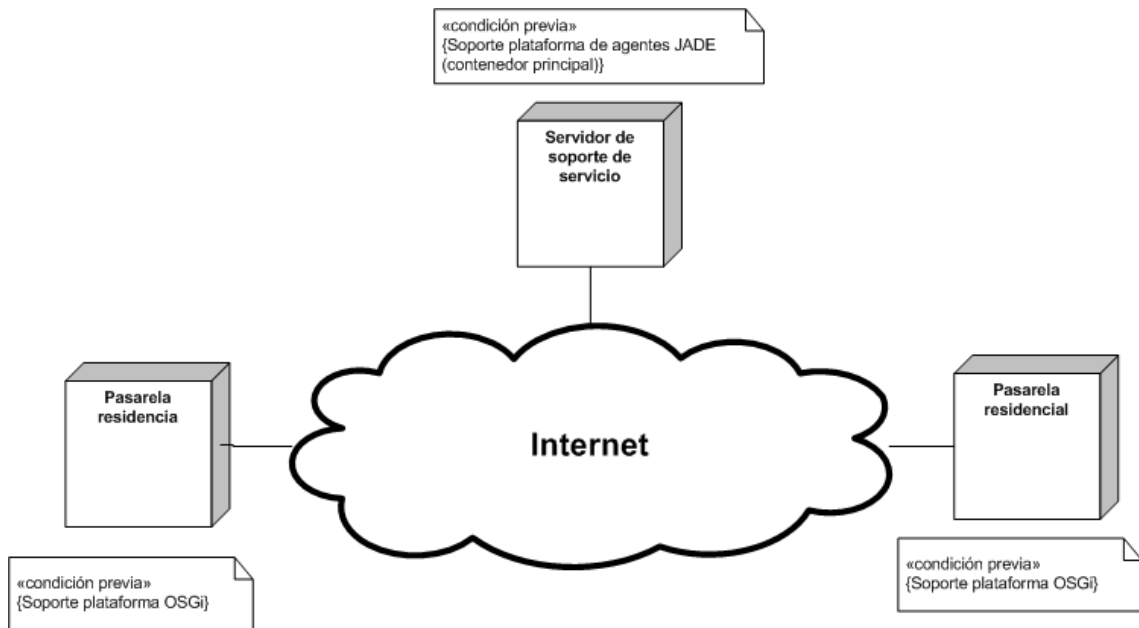 «condición previa»
{Soporte plataforma de agentes JADE
(contenedor principal)}
Servidor de
soporte de
servicio
Pasarela
residencia
Internet
Pasarela
residencial
«condición previa»
{Soporte plataforma OSGi}
«condición previa»
{Soporte plataforma OSGi}